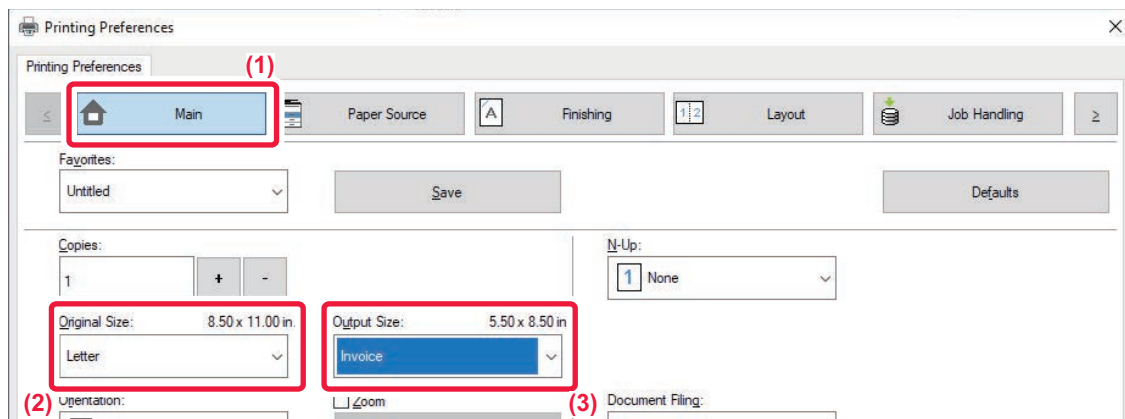 Printing Preferences
Printing Preferences
(1)
Main
Paper Source
Finishing
Layout
Job Handling
Favorites:
Untitled
Save
Defaults
Copies:
1
+
-
N-Up:
1 None
Original Size: 8.50 x 11.00 in.
Letter
Output Size: 5.50 x 8.50 in
Invoice
(2)
Orientation:
Zoom
(3)
Document Filing: